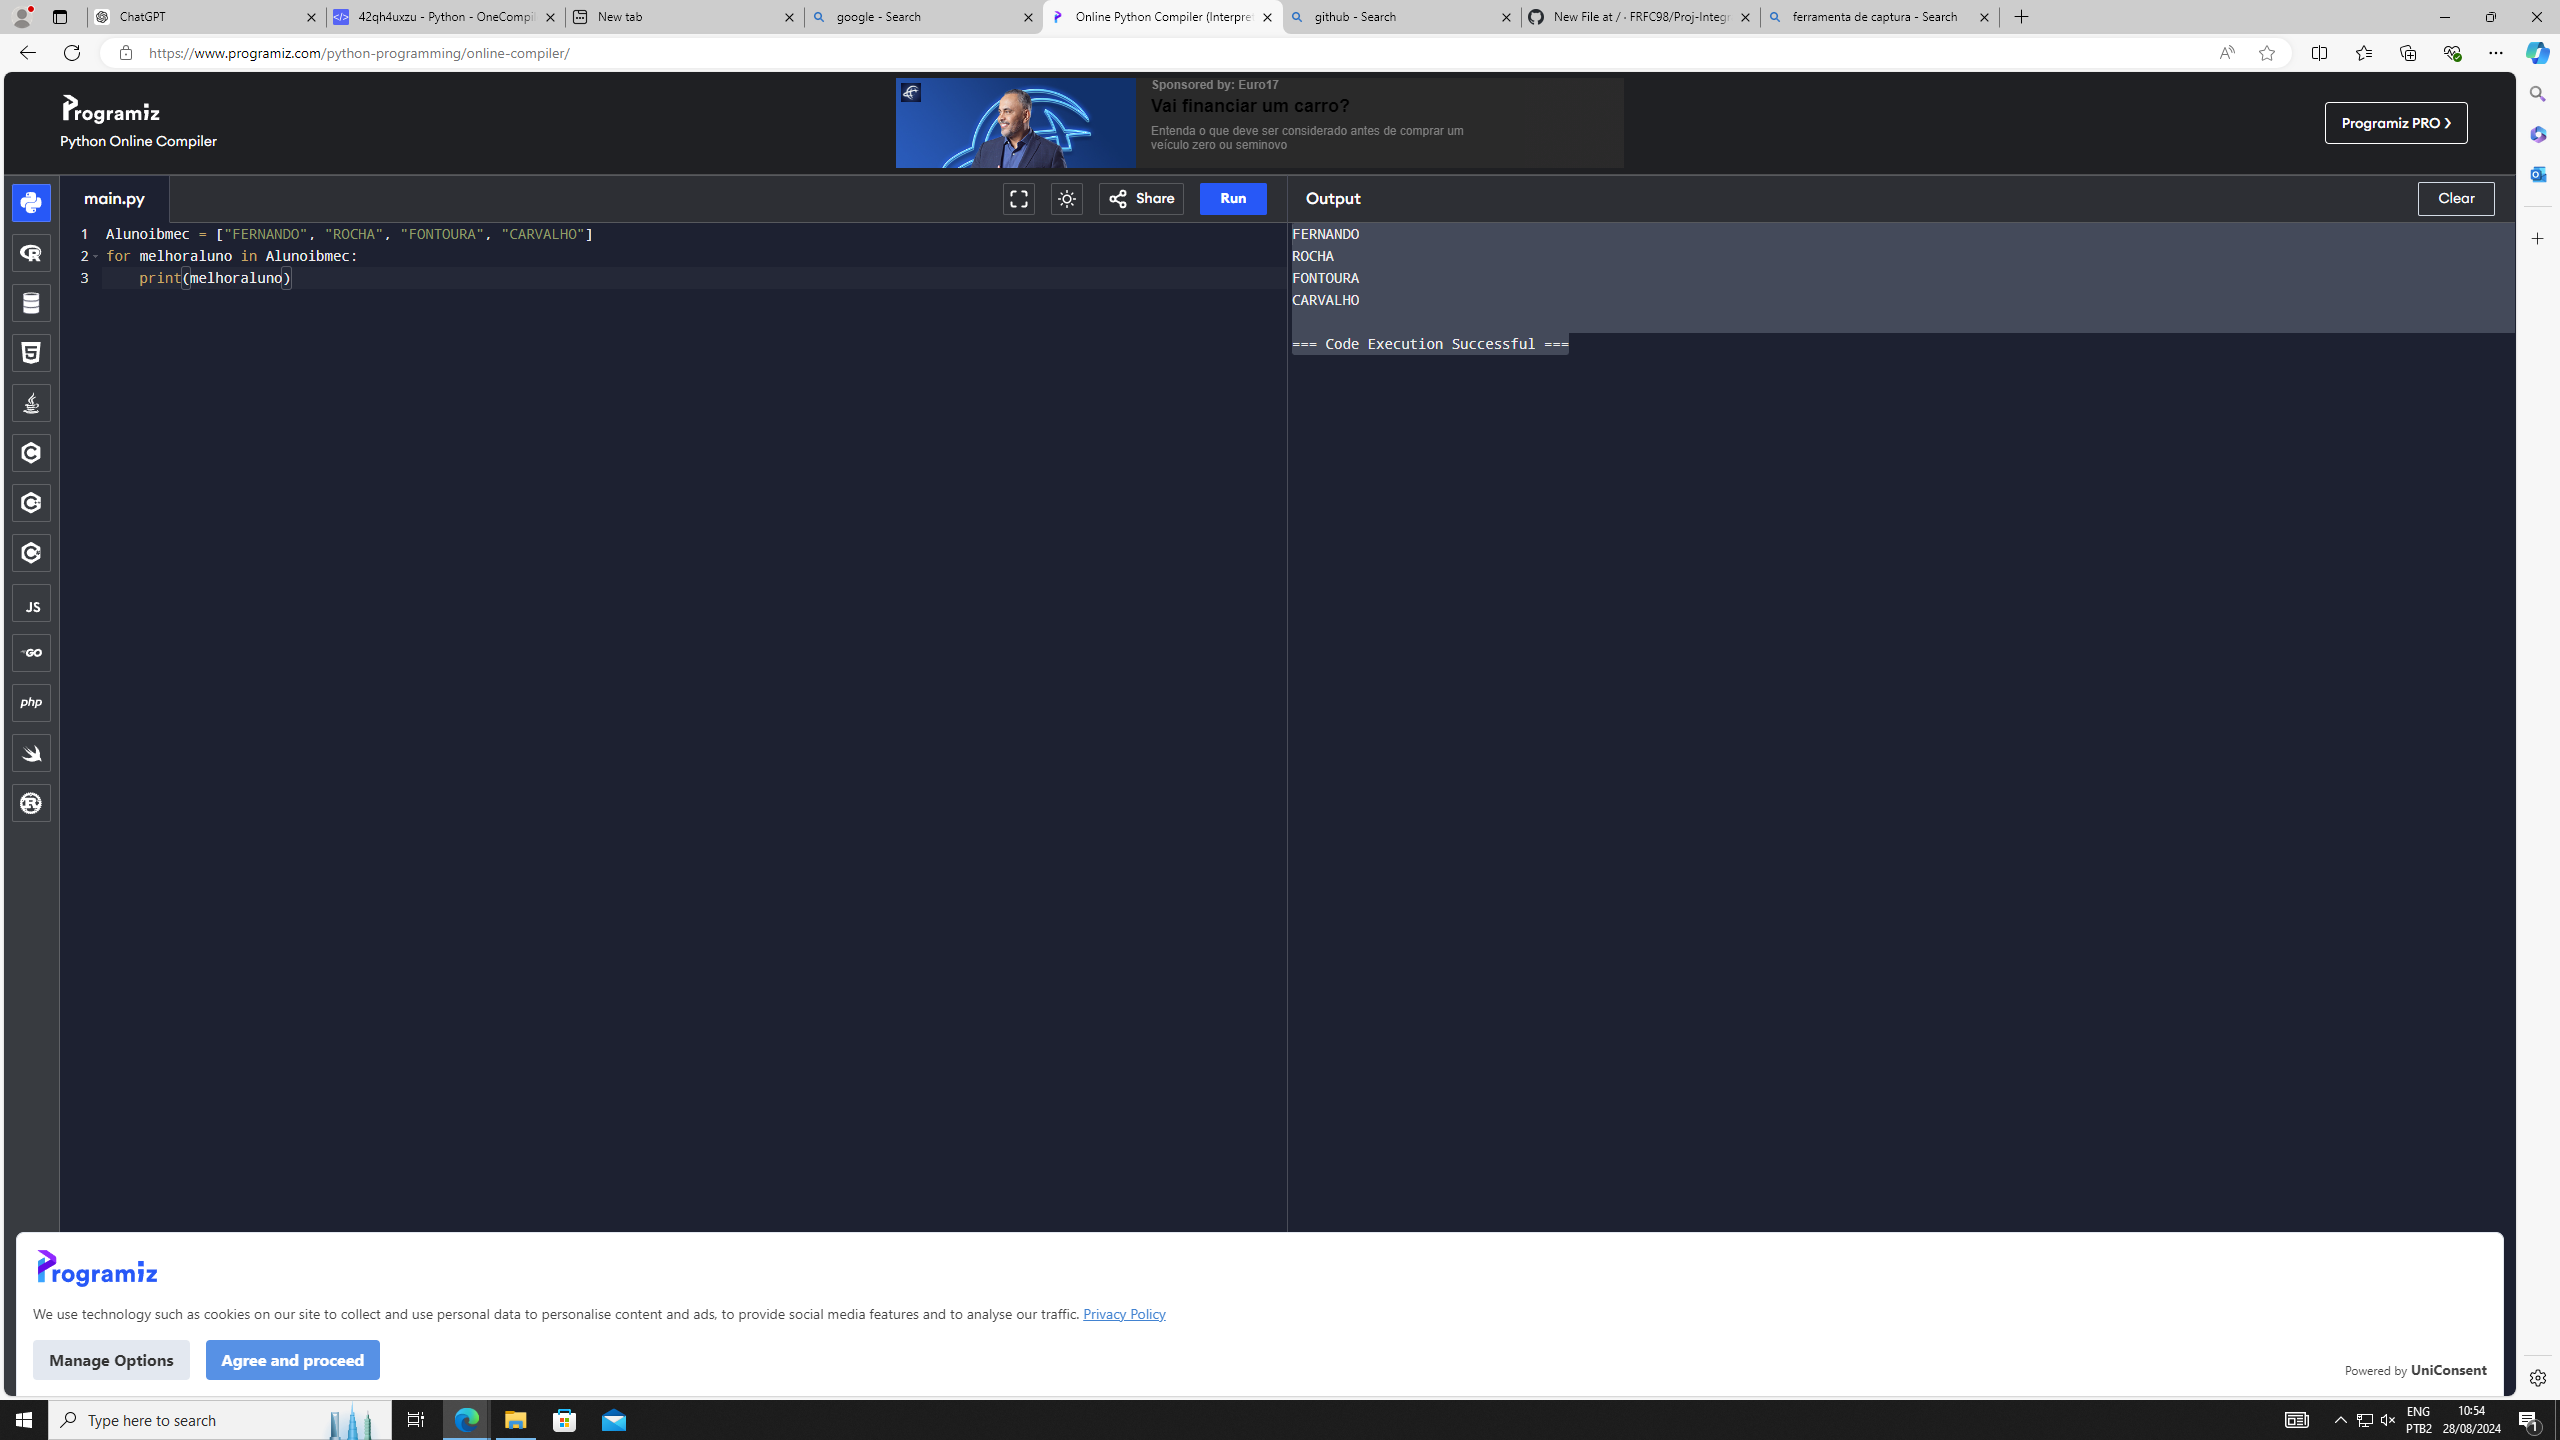 ChatGPT
42qh4uxzu - Python - OneCompil
New tab
google - Search
Online Python Compiler (Interpret
github - Search
New File at / · FRFC98/Proj-Integr
ferramenta de captura - Search
https://www.programiz.com/python-programming/online-compiler/
Programiz
Python Online Compiler
Sponsored by: Euro17
Vai financiar um carro?
Entenda o que deve ser considerado antes de comprar um
veículo zero ou seminovo
Programiz PRO ›
main.py
Share
Run
Output
Clear
1 Alunoibmec = ["FERNANDO", "ROCHA", "FONTOURA", "CARVALHO"]
2 for melhoraluno in Alunoibmec:
3 print(melhoraluno)
FERNANDO
ROCHA
FONTOURA
CARVALHO
=== Code Execution Successful ===
JS
GO
php
Programiz
We use technology such as cookies on our site to collect and use personal data to personalise content and ads, to provide social media features and to analyse our traffic. Privacy Policy
Manage Options
Agree and proceed
Powered by UniConsent
Type here to search
ENG
PTB2
10:54
28/08/2024
1